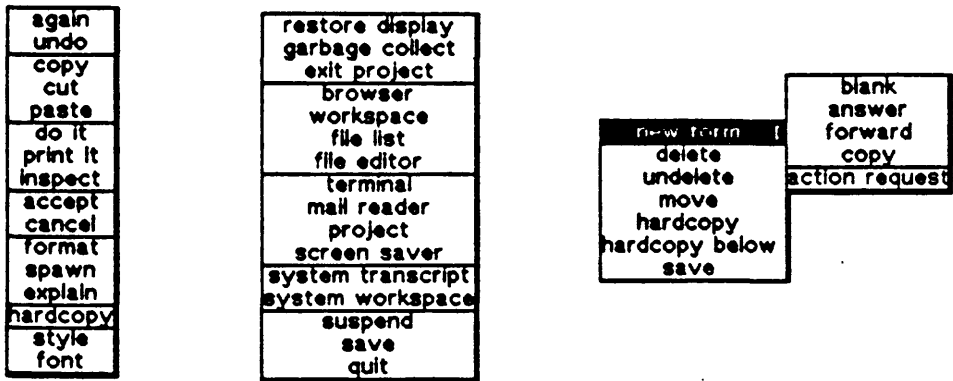 again
undo
copy
cut
paste
do it
print it
inspect
accept
cancel
format
spawn
explain
hardcopy
style
font
restore display
garbage collect
exit project
browser
workspace
file list
file editor
terminal
mail reader
project
screen saver
system transcript
system workspace
suspend
save
quit
new form
delete
undelete
move
hardcopy
hardcopy below
save
blank
answer
forward
copy
action request